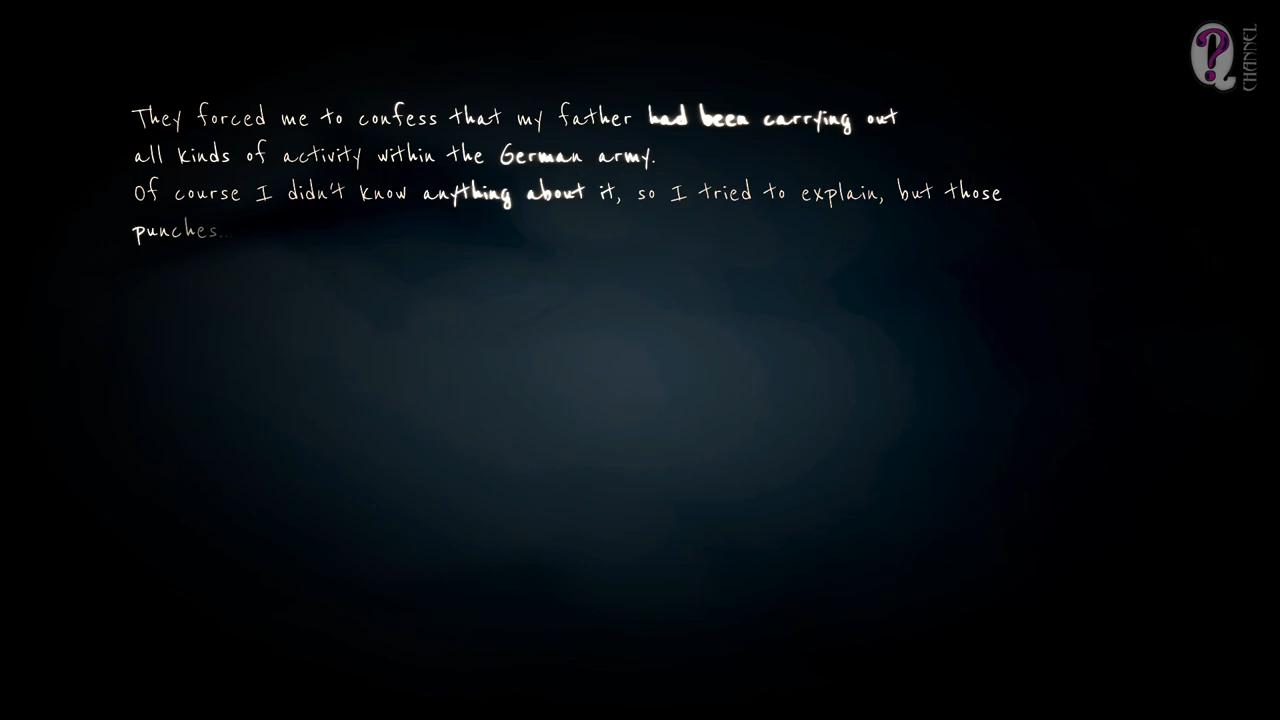 They forced me to confess that my father had been carrying out
all kinds of activity within the German army.
Of course I didn't know anything about it, so I tried to explain, but those
punches...
Q?
CHANNEL